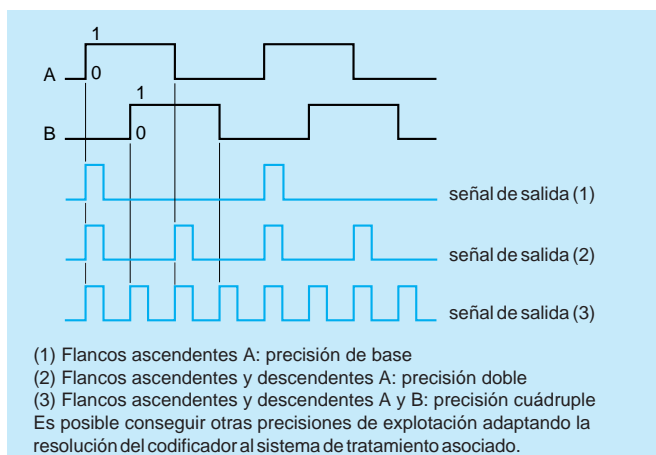 1
A
0
1
B
0
señal de salida (1)
señal de salida (2)
señal de salida (3)
(1) Flancos ascendentes A: precisión de base
(2) Flancos ascendentes y descendentes A: precisión doble
(3) Flancos ascendentes y descendentes A y B: precisión cuádruple
Es posible conseguir otras precisiones de explotación adaptando la
resolución del codificador al sistema de tratamiento asociado.